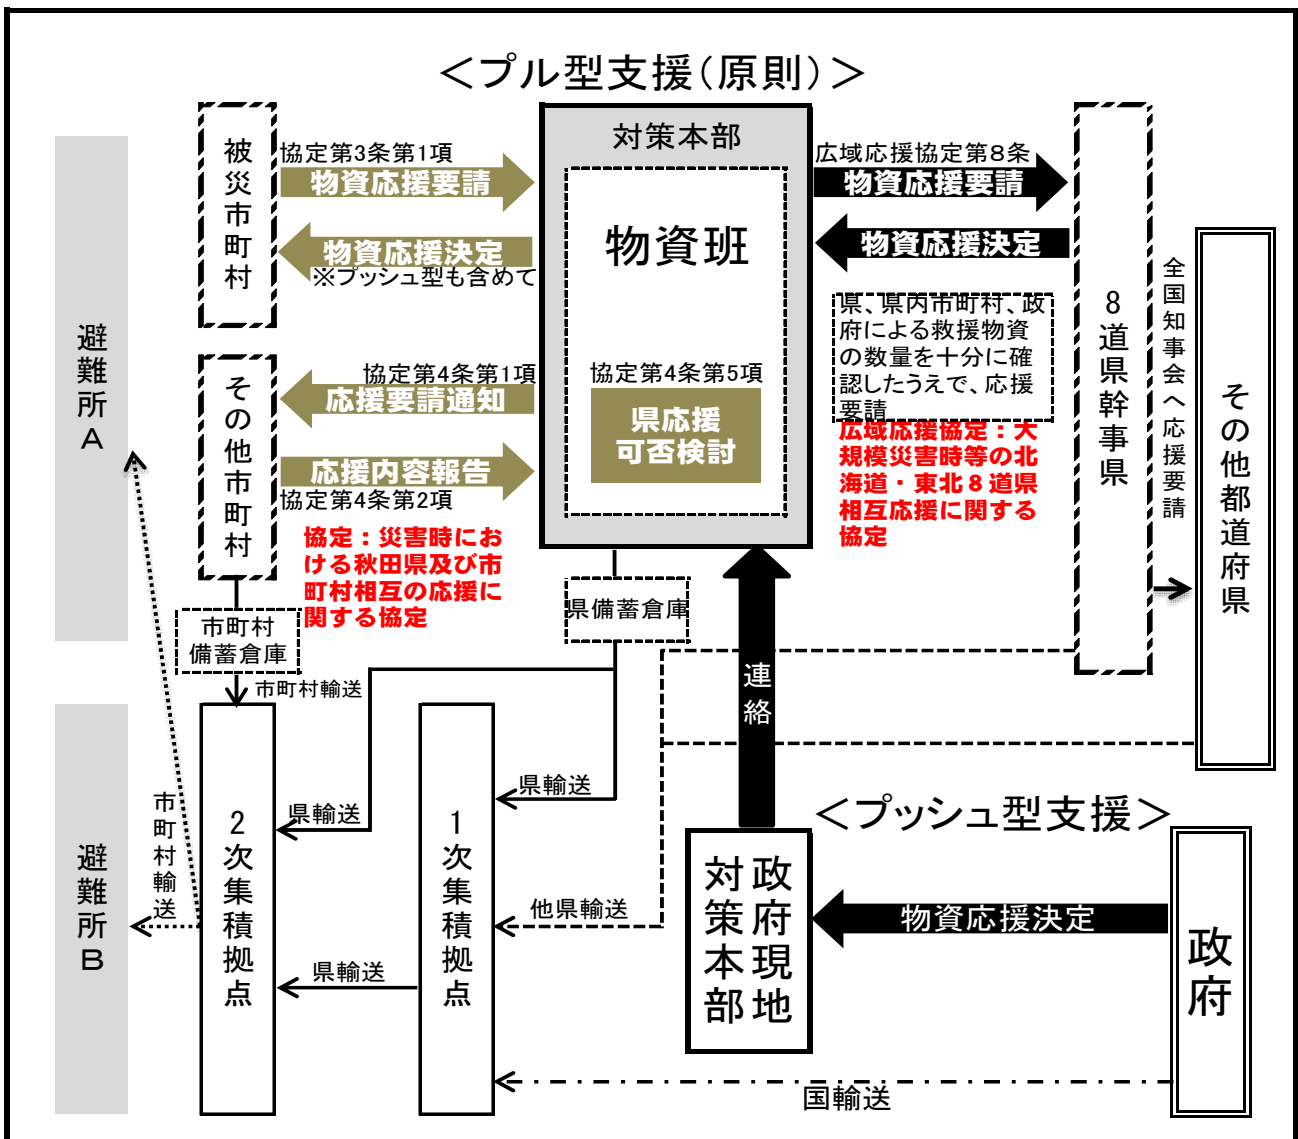 ＜プル型支援（原則）＞
避難所A
避難所B
被災市町村
協定第3条第1項
物資応援要請
物資応援決定
※プッシュ型も含めて
その他市町村
協定第4条第1項
応援要請通知
応援内容報告
協定第4条第2項
協定：災害時にお
ける秋田県及び市
町村相互の応援に
関する協定
対策本部
物資班
協定第4条第5項
県応援
可否検討
広域応援協定第8条
物資応援要請
物資応援決定
県、県内市町村、政
府による救援物資
の数量を十分に確
認したうえで、応援
要請
広域応援協定：大
規模災害時等の北
海道・東北８道県
相互応援に関する
協定
8道県幹事県
全国知事会へ応援要請
その他都道府県
市町村
備蓄倉庫
市町村輸送
県備蓄倉庫
連絡
県輸送
県輸送
市町村輸送
2次集積拠点
1次集積拠点
他県輸送
県輸送
＜プッシュ型支援＞
政府現地
対策本部
物資応援決定
政府
国輸送